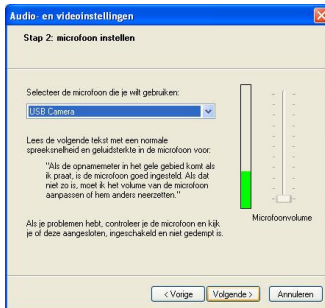 Audio- en videoinstellingen
Stap 2: microfoon instellen
Selecteer de microfoon die je wilt gebruiken:
USB Camera
Lees de volgende tekst met een normale
spreeksnelheid en geluidsterkte in de microfoon voor:
"Als de opnamemeter in het gele gebied komt als
ik praat, is de microfoon goed ingesteld. Als dat
niet zo is, moet ik het volume van de microfoon
aanpassen of hem anders neerzetten."
Microfoonvolume
Als je problemen hebt, controleer je de microfoon en kijk
je of deze aangesloten, ingeschakeld en niet gedempt is.
< Vorige
Volgende >
Annuleren